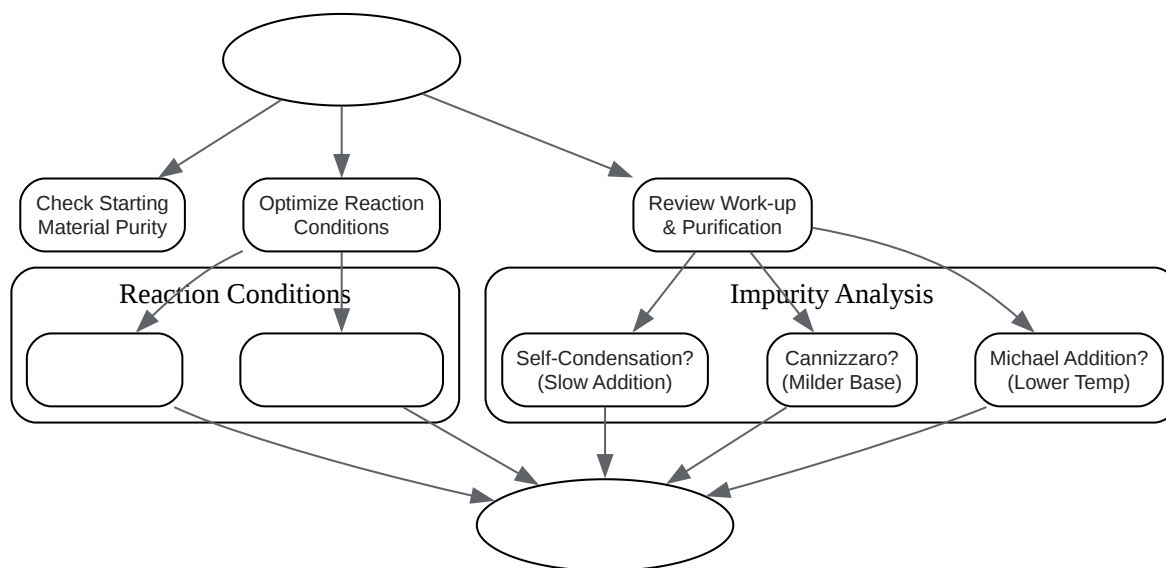 Check Starting
Material Purity
Optimize Reaction
Conditions
Review Work-up
& Purification
Reaction Conditions
Impurity Analysis
Self-Condensation?
(Slow Addition)
Cannizzaro?
(Milder Base)
Michael Addition?
(Lower Temp)